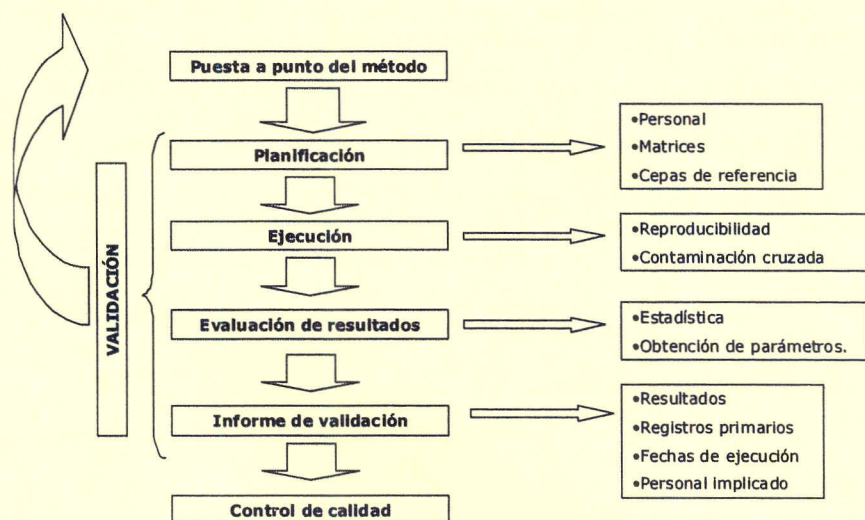 Puesta a punto del método
Planificación
•Personal
•Matrices
•Cepas de referencia
VALIDACIÓN
Ejecución
•Reproducibilidad
•Contaminación cruzada
Evaluación de resultados
•Estadística
•Obtención de parámetros.
Informe de validación
•Resultados
•Registros primarios
•Fechas de ejecución
•Personal implicado
Control de calidad